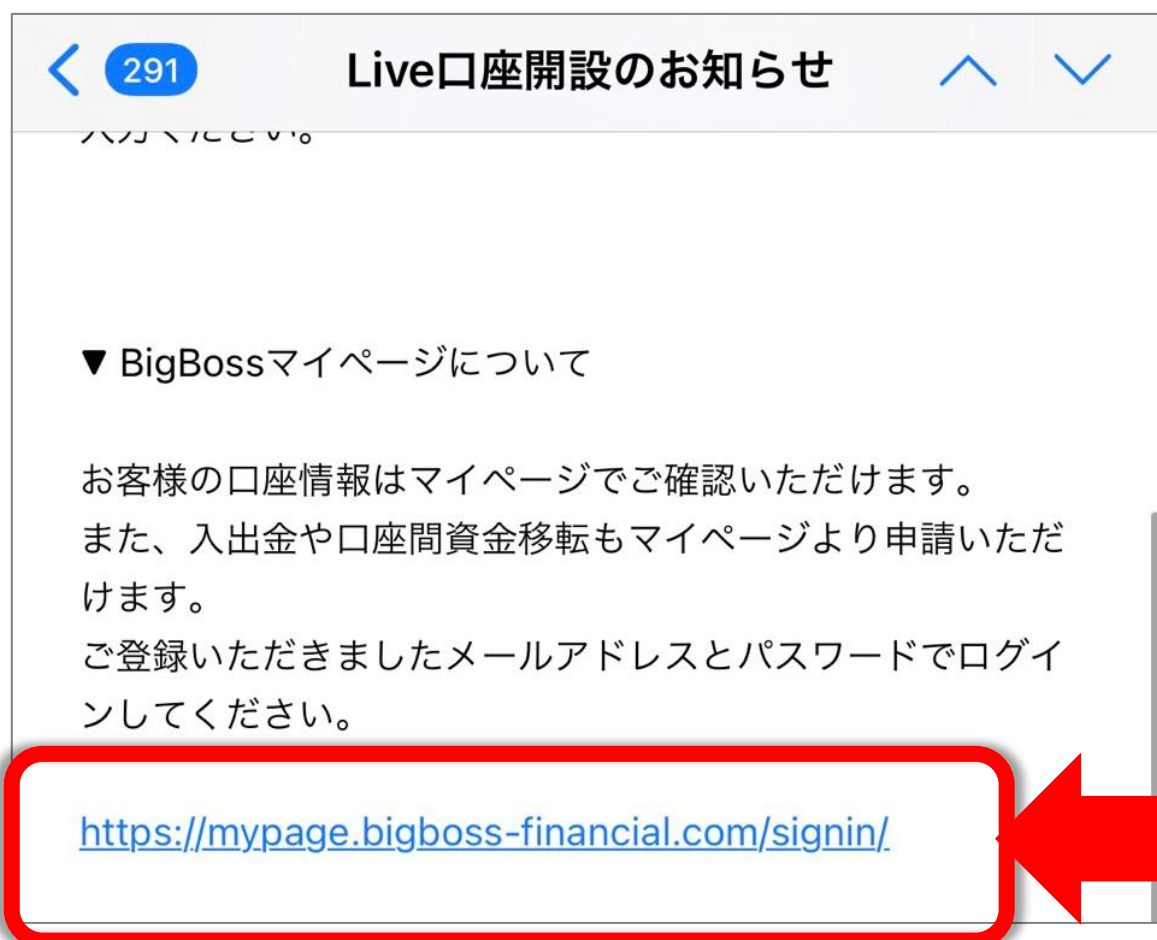 291
Live口座開設のお知らせ
入力ください。
▼ BigBossマイページについて
お客様の口座情報はマイページでご確認いただけます。
また、入出金や口座間資金移転もマイページより申請いただ
けます。
ご登録いただきましたメールアドレスとパスワードでログイ
ンしてください。
https://mypage.bigboss-financial.com/signin/